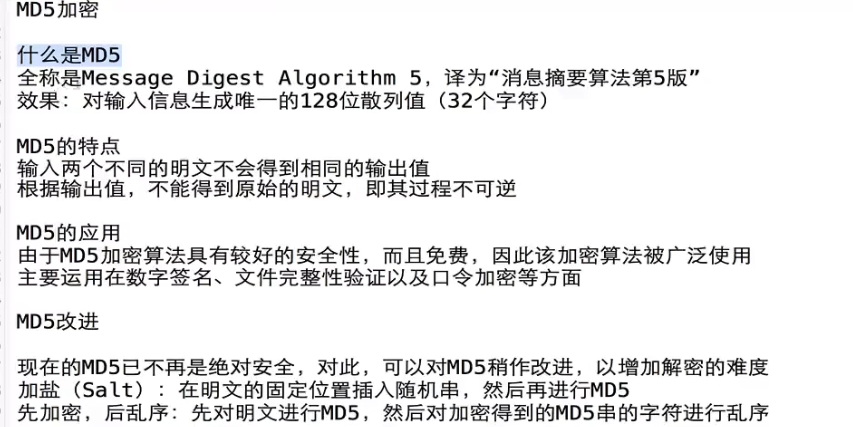 MD5加密
什么是MD5
全称是Message Digest Algorithm 5，译为“消息摘要算法第5版”
效果：对输入信息生成唯一的128位散列值（32个字符）
MD5的特点
输入两个不同的明文不会得到相同的输出值
根据输出值，不能得到原始的明文，即其过程不可逆
MD5的应用
由于MD5加密算法具有较好的安全性，而且免费，因此该加密算法被广泛使用
主要运用在数字签名、文件完整性验证以及口令加密等方面
MD5改进
现在的MD5已不再是绝对安全，对此，可以对MD5稍作改进，以增加解密的难度
加盐（Salt）：在明文的固定位置插入随机串，然后再进行MD5
先加密，后乱序：先对明文进行MD5，然后对加密得到的MD5串的字符进行乱序